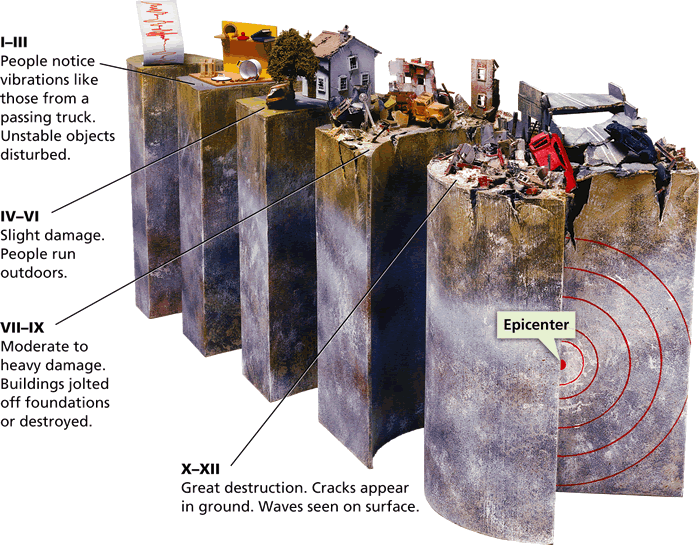 I–III
People notice
vibrations like
those from a
passing truck.
Unstable objects
disturbed.
IV–VI
Slight damage.
People run
outdoors.
VII–IX
Moderate to
heavy damage.
Buildings jolted
off foundations
or destroyed.
Epicenter
X–XII
Great destruction. Cracks appear
in ground. Waves seen on surface.